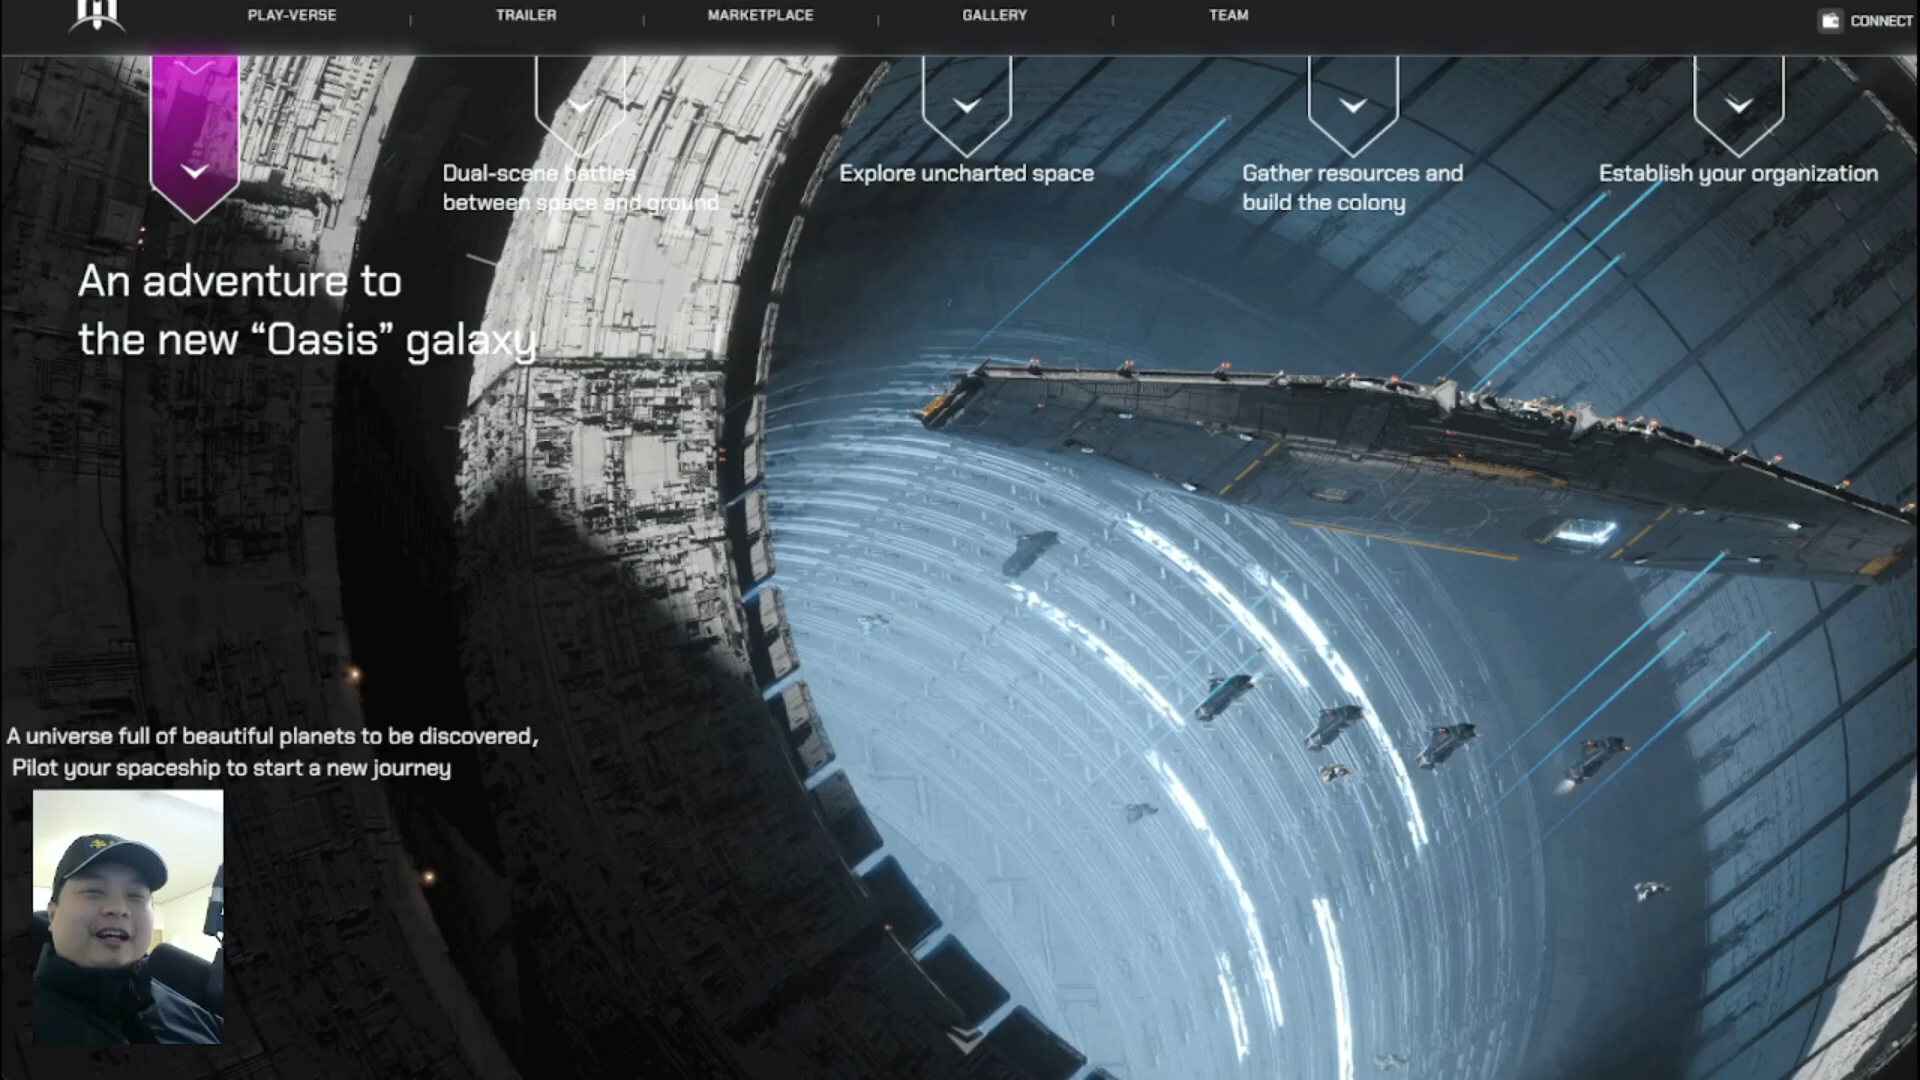 PLAY-VERSE
TRAILER
MARKETPLACE
GALLERY
TEAM
CONNECT
Dual-scene battles
between space and ground
Explore uncharted space
Gather resources and
build the colony
Establish your organization
An adventure to
the new “Oasis” galaxy
A universe full of beautiful planets to be discovered,
Pilot your spaceship to start a new journey